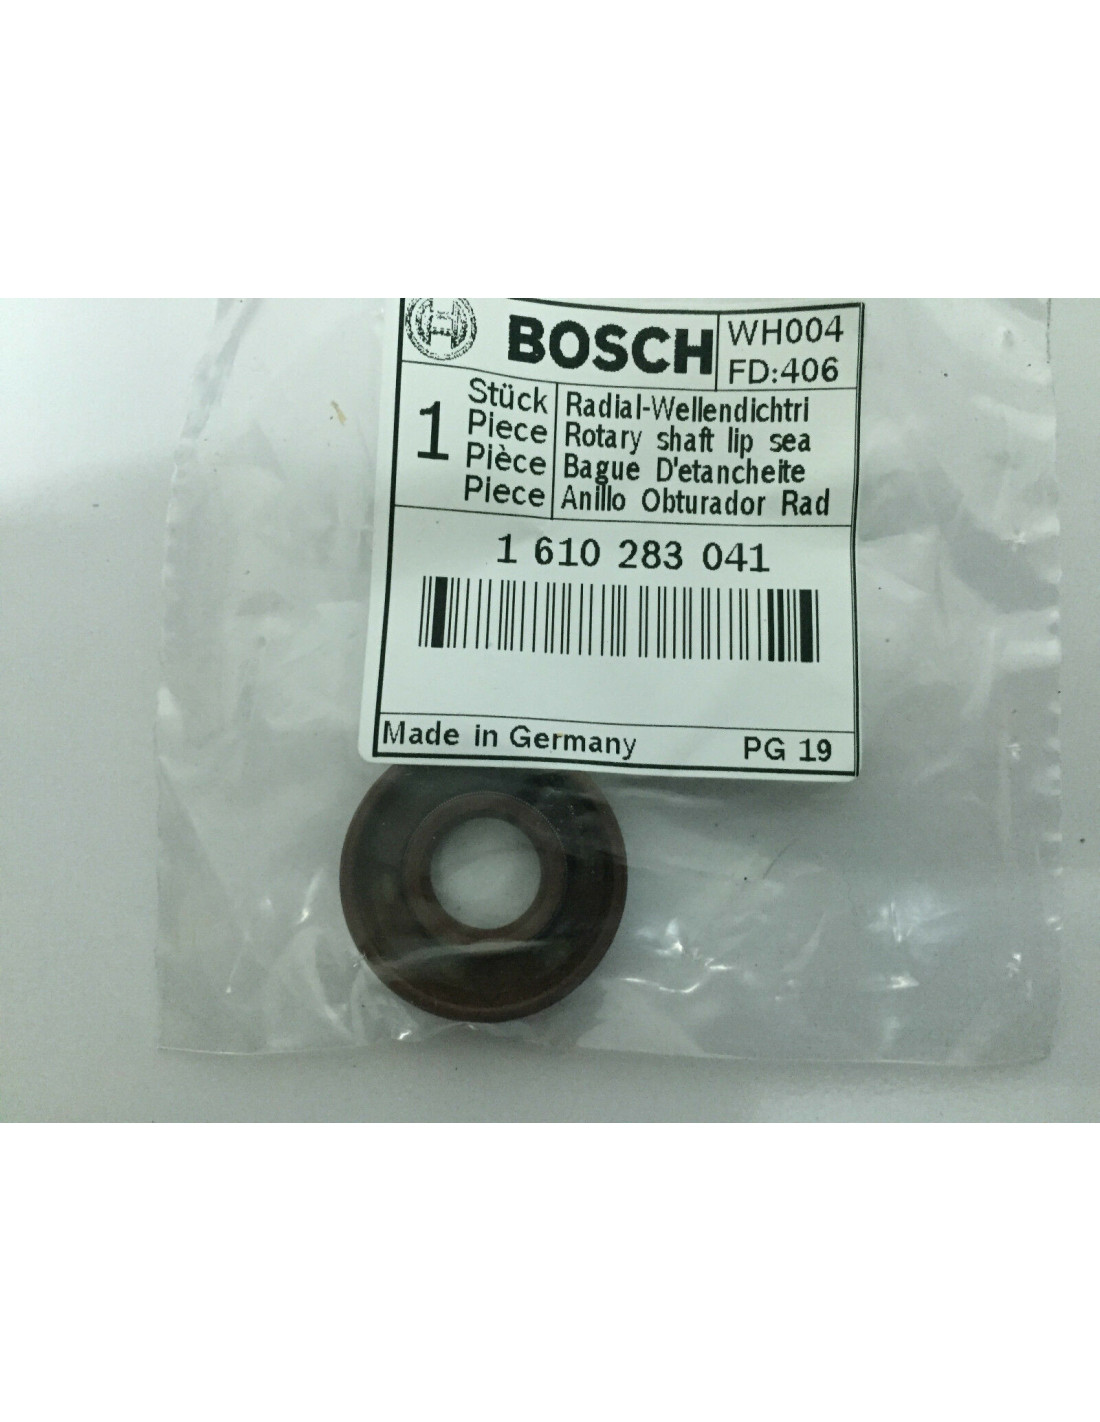 BOSCH
WH004
FD:406
1
Stück
Piece
Pièce
Piece
Radial-Wellendichtri
Rotary shaft lip sea
Bague D'etancheite
Anillo Obturador Rad
1 610 283 041
Made in Germany
PG 19